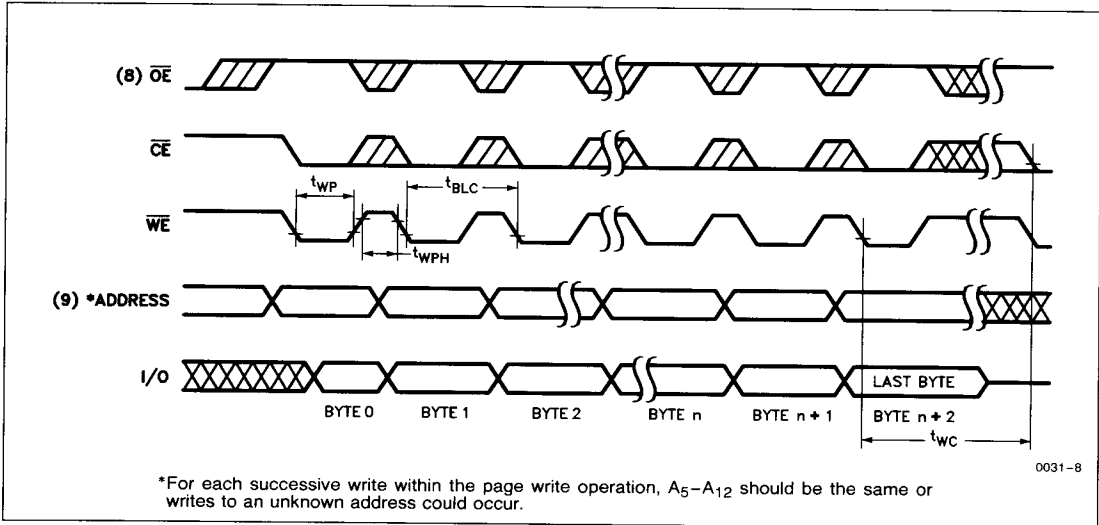 (8) OE
CE
tWP
tBLC
WE
tWPH
(9) *ADDRESS
I/O
LAST BYTE
BYTE 0 BYTE 1 BYTE 2 BYTE n BYTE n + 1 BYTE n + 2
tWC
0031-8
*For each successive write within the page write operation, A5-A12 should be the same or
writes to an unknown address could occur.